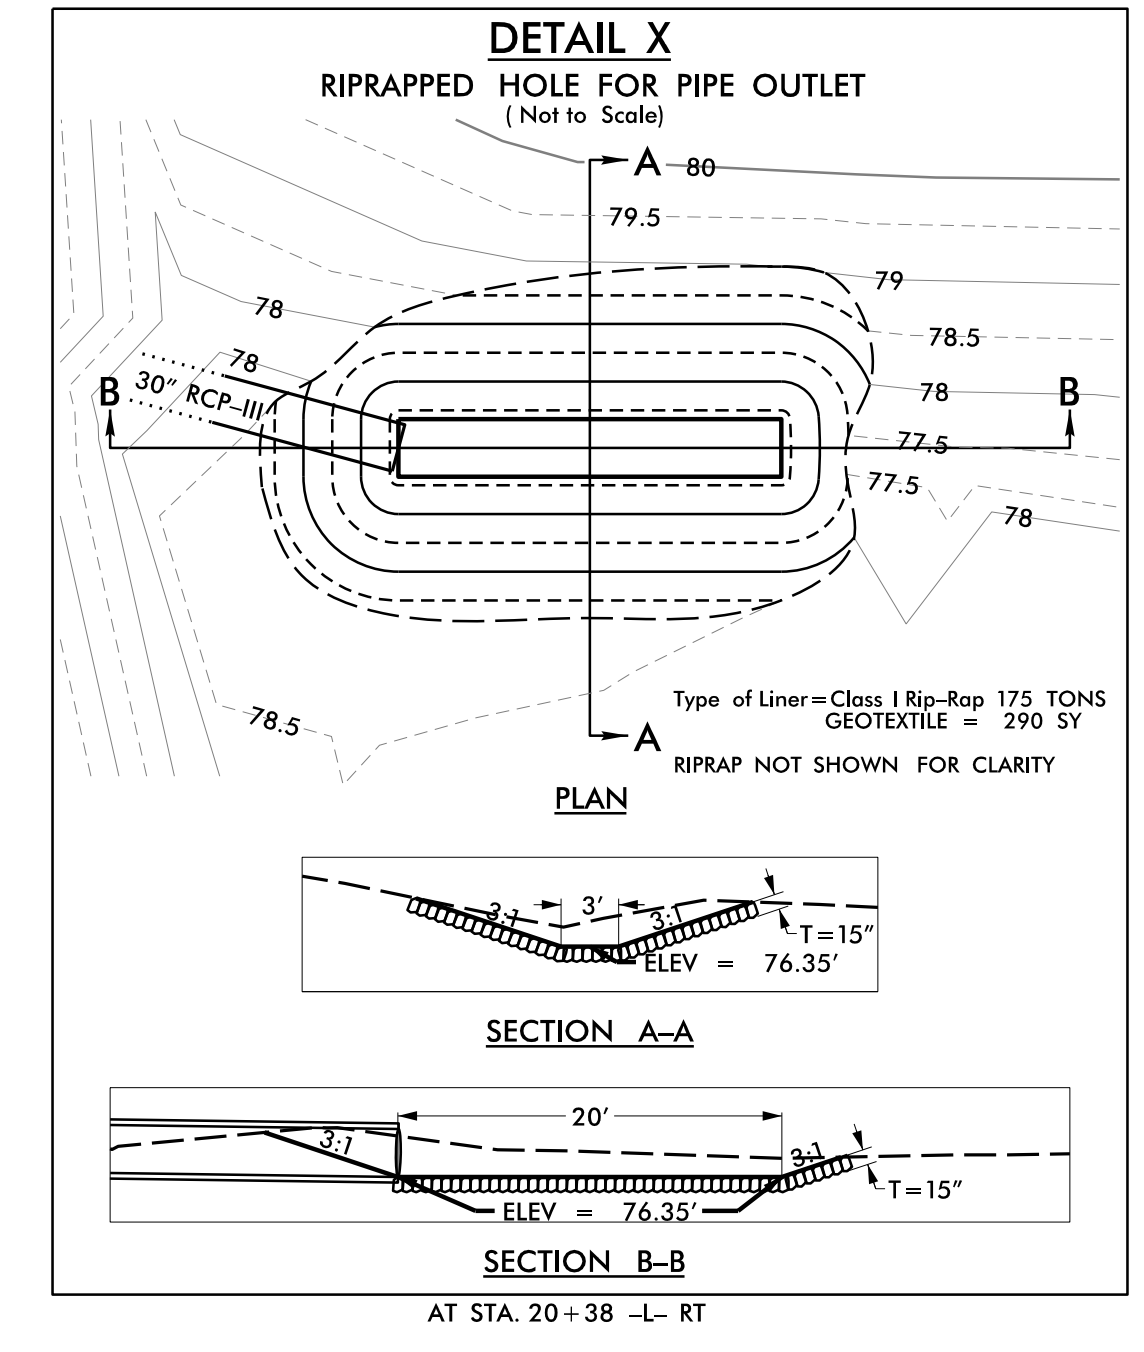 DETAIL X
RIPRAPPED HOLE FOR PIPE OUTLET
( Not to Scale)
A
80
79.5
79
78
78.5
78
30" RCP-III
B
78
B
77.5
77.5
78
78.5
Type of Liner=Class I Rip-Rap 175 TONS
GEOTEXTILE = 290 SY
A
RIPRAP NOT SHOWN FOR CLARITY
PLAN
3:1
3'
3:1
T=15"
ELEV = 76.35'
SECTION A-A
20'
3:1
3:1
T=15"
ELEV = 76.35'
SECTION B-B
AT STA. 20+38 -L- RT